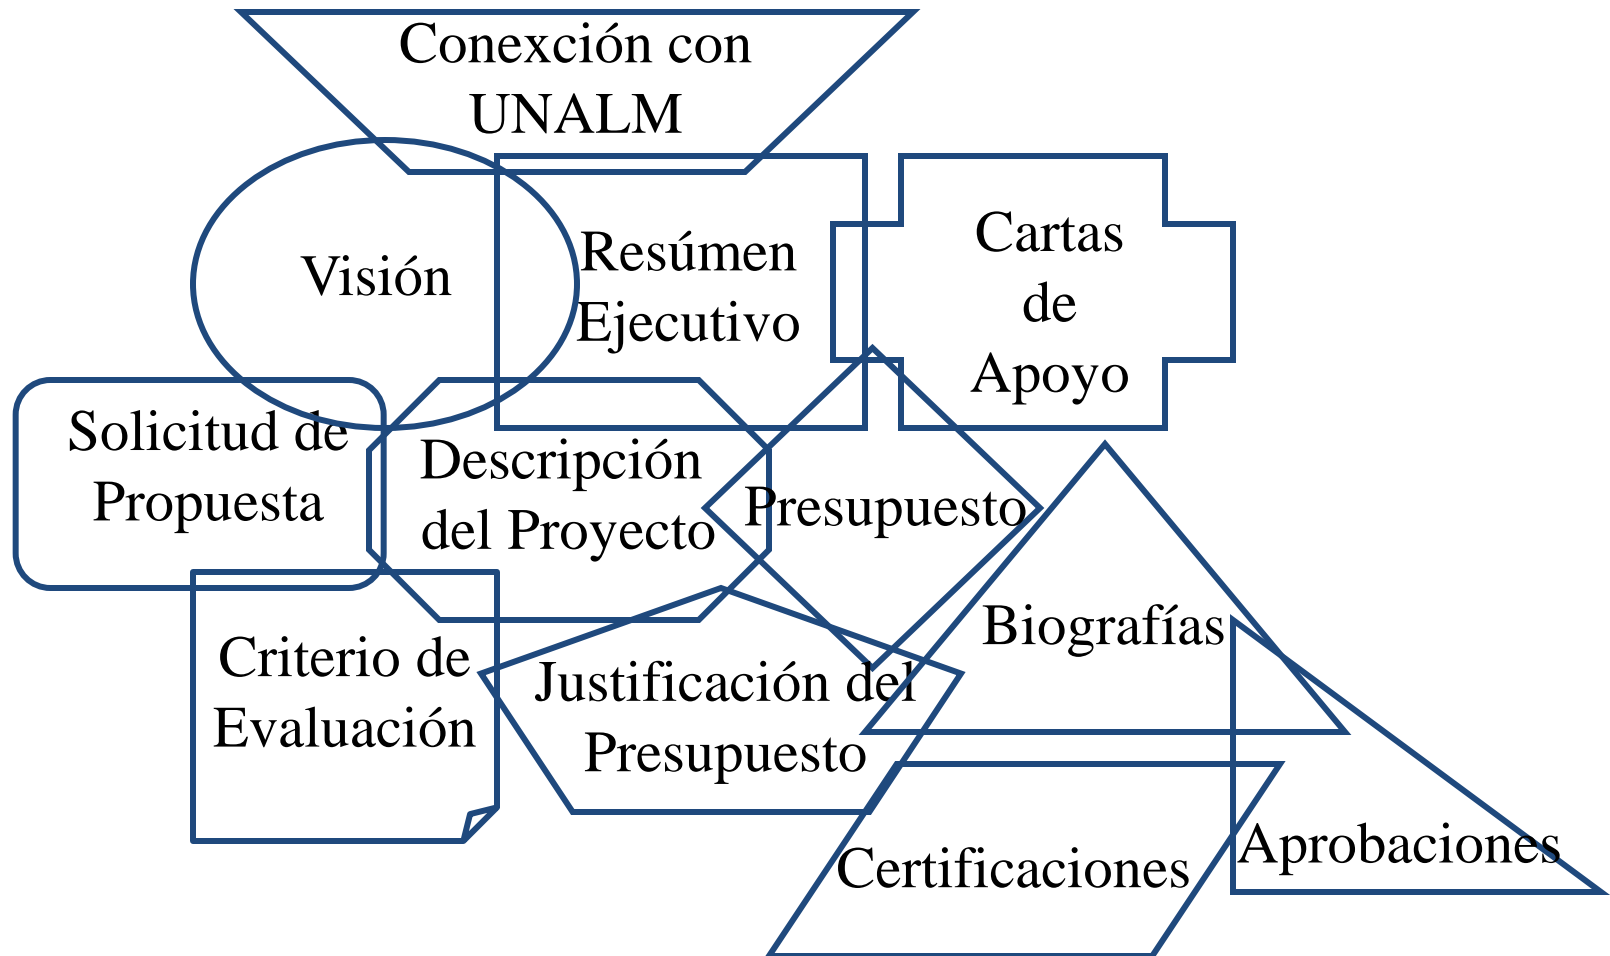 Conexción con
UNALM
Visión
Resúmen
Ejecutivo
Cartas
de
Apoyo
Solicitud de
Propuesta
Descripción
del Proyecto
Presupuesto
Biografías
Criterio de
Evaluación
Justificación del
Presupuesto
Certificaciones
Aprobaciones